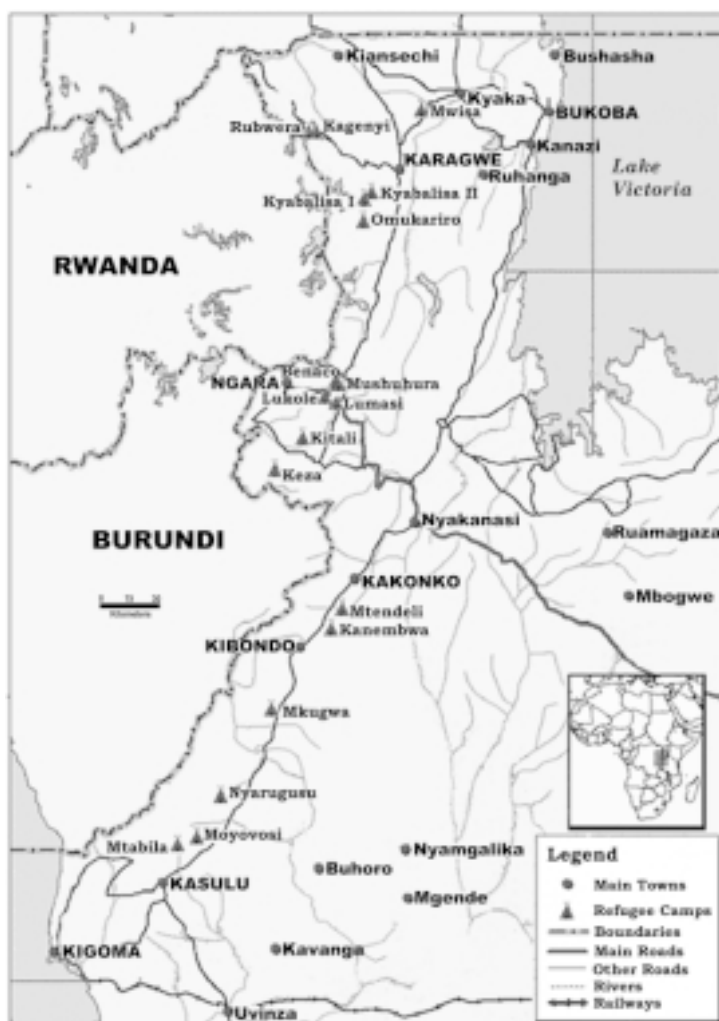 Kiansechi
Bushasha
Kyaka
Mwisa
BUKOBA
Rubwera
Kagenyi
Kanazi
KARAGWE
Ruhanga
Lake
Victoria
Kyabalisa II
Kyabalisa I
Omukariro
RWANDA
Benaco
NGARA
Mushuhura
Lukole
Lumasi
Kitali
Keza
Nyakanasi
Ruamagaza
BURUNDI
KAKONKO
Mbogwe
Kilometers
Mtendeli
Kanembwa
KIBONDO
Mkugwa
Nyarugusu
Moyovosi
Mtabila
Nyamgalika
Buhoro
KASULU
Mgende
KIGOMA
Kavanga
Uvinza
Legend
Main Towns
Refugee Camps
Boundaries
Main Roads
Other Roads
Rivers
Railways